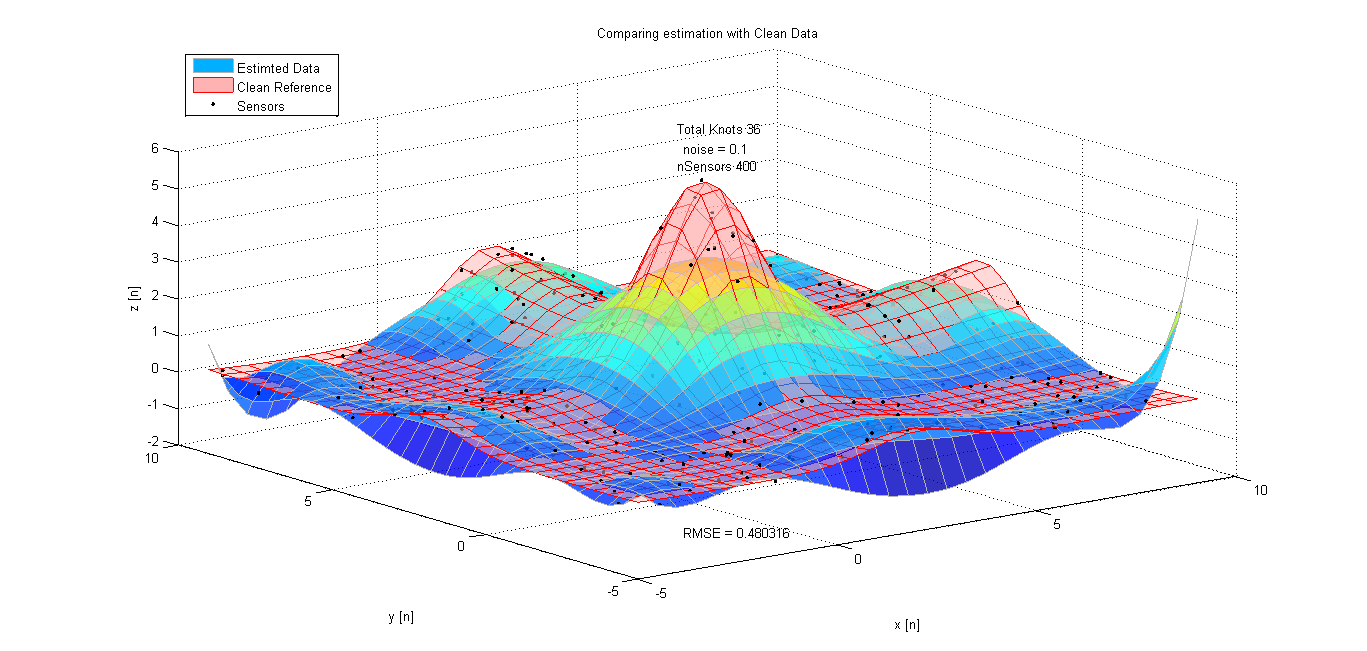 Comparing estimation with Clean Data
Estimted Data
Clean Reference
Sensors
Total Knots 36
noise = 0.1
nSensors 400
z [n]
6
5
4
3
2
1
0
-1
-2
10
5
0
-5
y [n]
-5
0
5
10
x [n]
RMSE = 0.480316